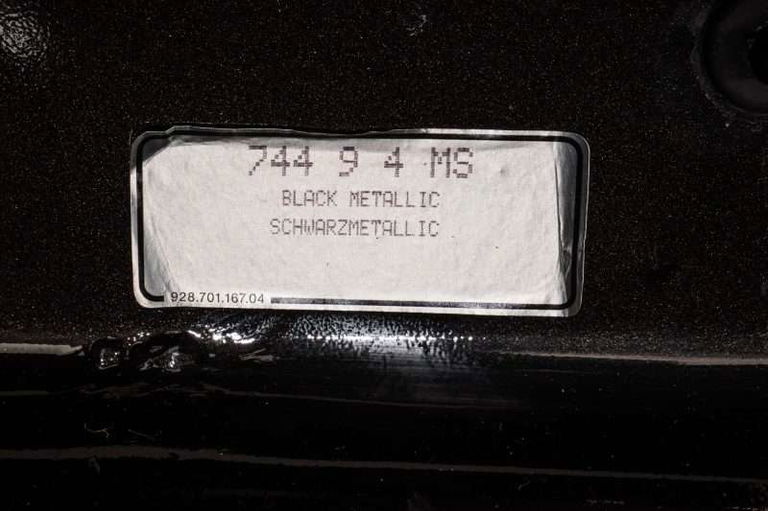 744 9 4 MS
BLACK METALLIC
SCHWARZMETALLIC
928.701.167.04